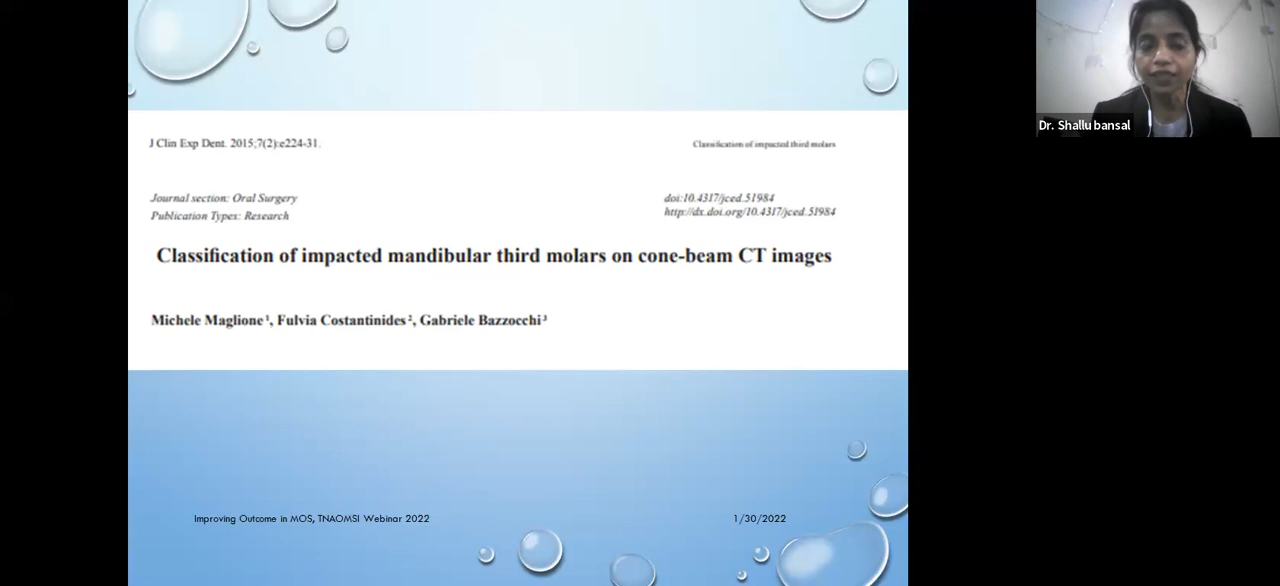 J Clin Exp Dent. 2015;7(2):e224-31.
Classification of impacted third molars
Journal section: Oral Surgery
Publication Types: Research
doi:10.4317/jced.51984
http://dx.doi.org/10.4317/jced.51984
Classification of impacted mandibular third molars on cone-beam CT images
Michele Maglione ¹, Fulvia Costantinides ², Gabriele Bazzocchi ³
Improving Outcome in MOS, TNAOMSI Webinar 2022
1/30/2022
Dr. Shallu bansal